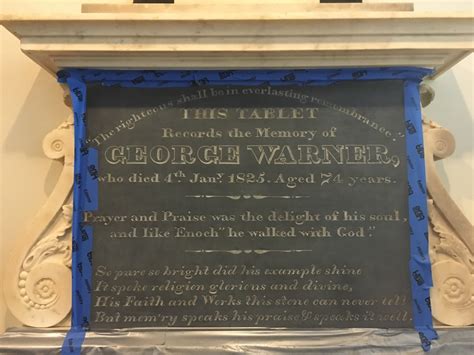 "The righteous shall be in everlasting remembrance."
THIS TABLET
Records the Memory of
GEORGE WARNER,
who died 4th Jany. 1825. Aged 74 years.
Prayer and Praise was the delight of his soul,
and like "Enoch" he walked with God."
So pure so bright did his example shine
It spoke religion glorious and divine,
His Faith and Works this stone can never tell
But mem'ry speaks his praise & speaks it well.